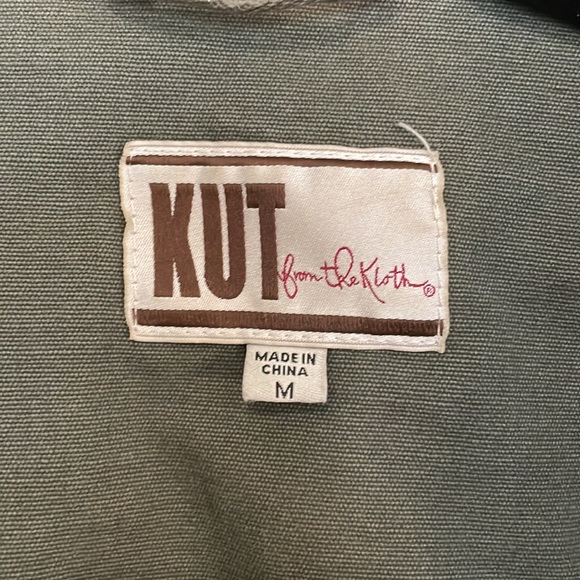 KUT from the Kloth®
MADE IN
CHINA
M